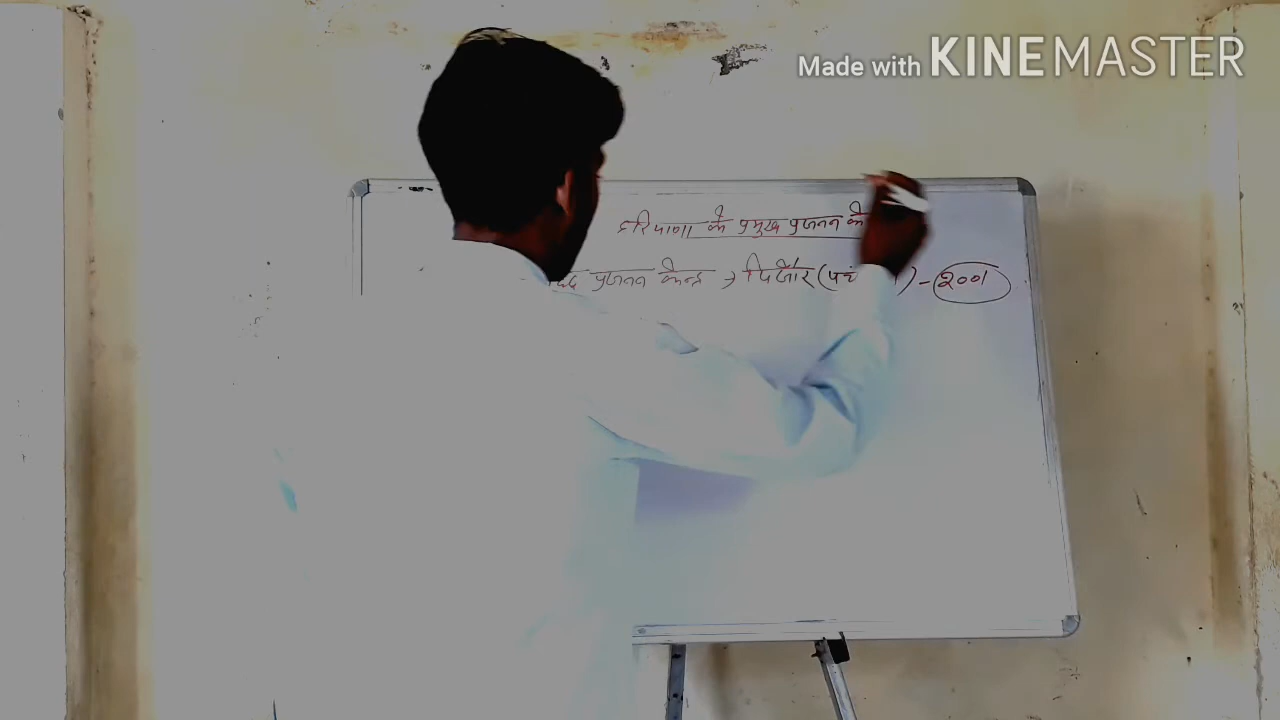 Made with KINEMASTER
हरियाणा के प्रमुख प्रजनन के
प्रजनन केन्द्र → पिंजौर (पंच ) - 2001